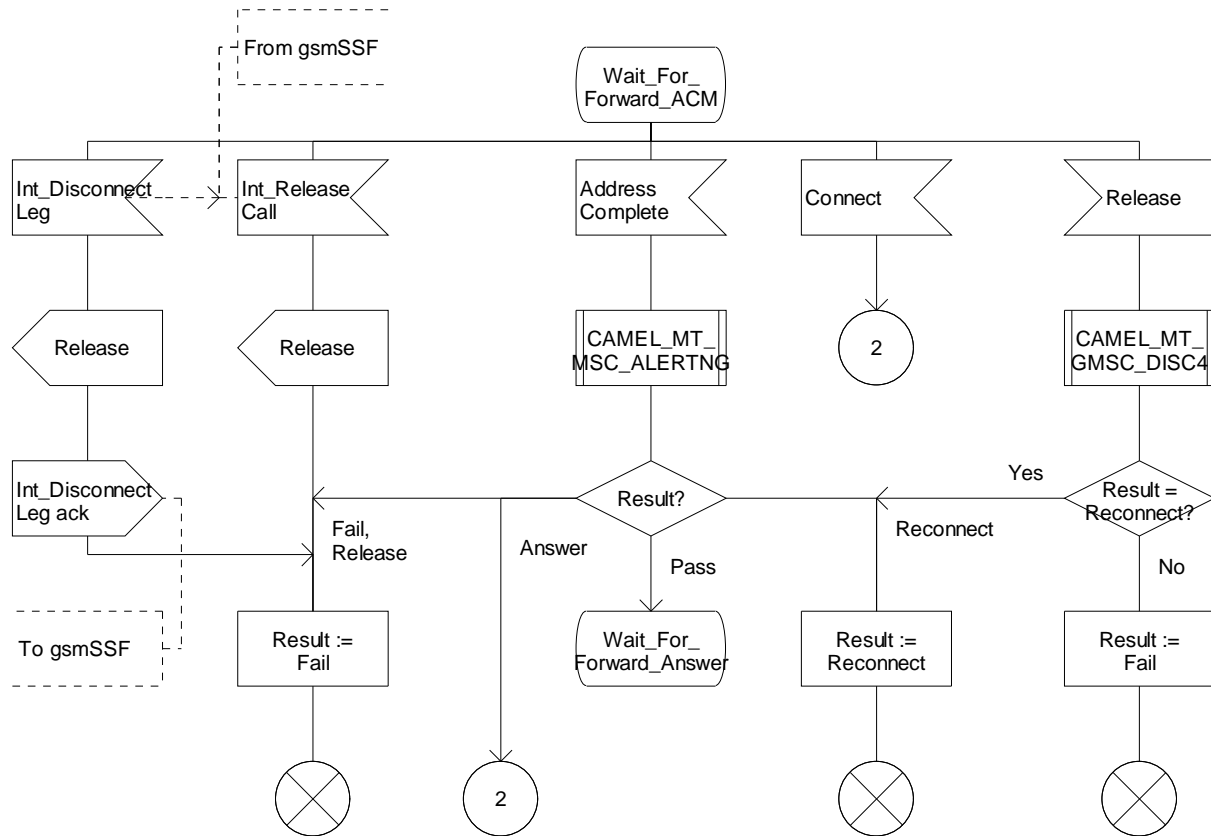 From gsmSSF
Wait_For_
Forward_ACM
Int_Disconnect
Leg
Int_Release
Call
Address
Complete
Connect
Release
Release
Release
CAMEL_MT_
MSC_ALERTNG
2
CAMEL_MT_
GMSC_DISC4
Int_Disconnect
Leg ack
Fail,
Release
Answer
Result?
Pass
Reconnect
Yes
Result =
Reconnect?
No
To gsmSSF
Result :=
Fail
Wait_For_
Forward_Answer
Result :=
Reconnect
Result :=
Fail
2